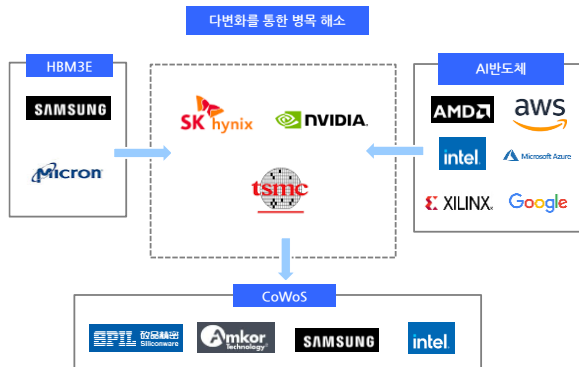 다변화를 통한 병목 해소
HBM3E
SAMSUNG
Micron
SK hynix
NVIDIA.
tsmc
AI반도체
AMD
aws
intel.
Microsoft Azure
XILINX
Google
CoWoS
SPIL 矽品精密
Siliconware
Amkor
Technology®
SAMSUNG
intel.